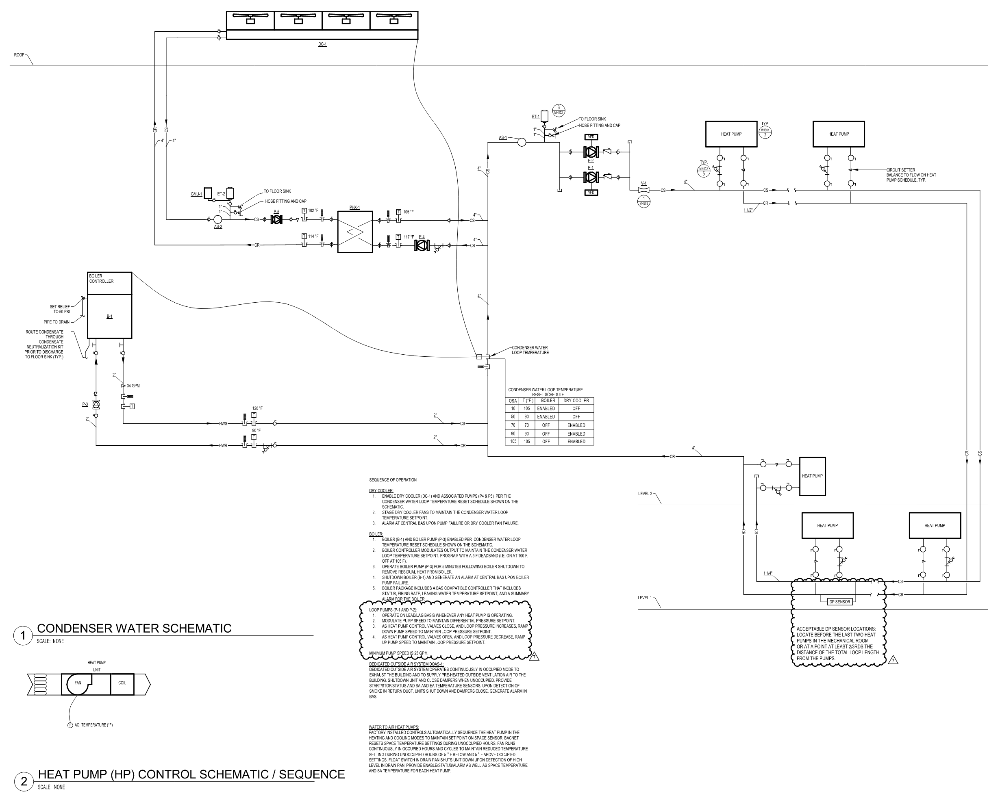 DC-1
ROOF
CR
CS
4"
4"
6
MH502
ET-1
TO FLOOR SINK
HOSE FITTING AND CAP
1"
1"
AS-1
VFD
P-2
P-1
VFD
4"
CS
V-1
1
MH503
CS
4"
HEAT PUMP
TYP.
MH501
7
HEAT PUMP
TYP.
MH502
5
CIRCUIT SETTER
BALANCE TO FLOW ON HEAT
PUMP SCHEDULE. TYP.
CS
CR
1 1/2"
GMU-1
ET-2
TO FLOOR SINK
HOSE FITTING AND CAP
1"
1"
AS-2
CS
P-5
T
102 °F
PHX-1
T
105 °F
4"
CS
T
114 °F
T
117 °F
P-4
4"
CR
CR
BOILER
CONTROLLER
SET RELIEF
TO 50 PSI
B-1
PIPE TO DRAIN
ROUTE CONDENSATE
THROUGH
CONDENSATE
NEUTRALIZATION KIT
PRIOR TO DISCHARGE
TO FLOOR SINK (TYP.)
4"
CONDENSER WATER
LOOP TEMPERATURE
2"
34 GPM
P-3
T
2"
120 °F
T
HWS
2"
CS
90 °F
T
HWR
2"
CR
CONDENSER WATER LOOP TEMPERATURE
RESET SCHEDULE
OSA T (°F ) BOILER DRY COOLER
10 105 ENABLED OFF
50 90 ENABLED OFF
70 70 OFF ENABLED
90 90 OFF ENABLED
105 105 OFF ENABLED
CR
4"
CR
CS
HEAT PUMP
LEVEL 2
HEAT PUMP
HEAT PUMP
CR
CS
1 1/4"
CS
CR
DP SENSOR
LEVEL 1
ACCEPTABLE DP SENSOR LOCATIONS:
LOCATE BEFORE THE LAST TWO HEAT
PUMPS IN THE MECHANICAL ROOM
OR AT A POINT AT LEAST 2/3RDS THE
DISTANCE OF THE TOTAL LOOP LENGTH
FROM THE PUMPS.
7
SEQUENCE OF OPERATION
DRY COOLER:
1. ENABLE DRY COOLER (DC-1) AND ASSOCIATED PUMPS (P4 & P5) PER THE
CONDENSER WATER LOOP TEMPERATURE RESET SCHEDULE SHOWN ON THE
SCHEMATIC.
2. STAGE DRY COOLER FANS TO MAINTAIN THE CONDENSER WATER LOOP
TEMPERATURE SETPOINT.
3. ALARM AT CENTRAL BAS UPON PUMP FAILURE OR DRY COOLER FAN FAILURE.
BOILER:
1. BOILER (B-1) AND BOILER PUMP (P-3) ENABLED PER CONDENSER WATER LOOP
TEMPERATURE RESET SCHEDULE SHOWN ON THE SCHEMATIC.
2. BOILER CONTROLLER MODULATES OUTPUT TO MAINTAIN THE CONDENSER WATER
LOOP TEMPERATURE SETPOINT. PROGRAM WITH A 5 F DEADBAND (I.E. ON AT 100 F,
OFF AT 105 F).
3. OPERATE BOILER PUMP (P-3) FOR 5 MINUTES FOLLOWING BOILER SHUTDOWN TO
REMOVE RESIDUAL HEAT FROM BOILER.
4. SHUTDOWN BOILER (B-1) AND GENERATE AN ALARM AT CENTRAL BAS UPON BOILER
PUMP FAILURE.
5. BOILER PACKAGE INCLUDES A BAS COMPATIBLE CONTROLLER THAT INCLUDES
STATUS, FIRING RATE, LEAVING WATER TEMPERATURE SETPOINT, AND A SUMMARY
ALARM FOR THE BOILER.
LOOP PUMPS (P-1 AND P-2):
1. OPERATE ON LEAD/LAG BASIS WHENEVER ANY HEAT PUMP IS OPERATING.
2. MODULATE PUMP SPEED TO MAINTAIN DIFFERENTIAL PRESSURE SETPOINT.
3. AS HEAT PUMP CONTROL VALVES CLOSE, AND LOOP PRESSURE INCREASES, RAMP
DOWN PUMP SPEED TO MAINTAIN LOOP PRESSURE SETPOINT.
4. AS HEAT PUMP CONTROL VALVES OPEN, AND LOOP PRESSURE DECREASE, RAMP
UP PUMP SPEED TO MAINTAIN LOOP PRESSURE SETPOINT.
MINIMUM PUMP SPEED IS 25 GPM.
7
DEDICATED OUTSIDE AIR SYSTEM DOAS-1:
DEDICATED OUTSIDE AIR SYSTEM OPERATES CONTINUOUSLY IN OCCUPIED MODE TO
EXHAUST THE BUILDING AND TO SUPPLY PRE-HEATED OUTSIDE VENTILATION AIR TO THE
BUILDING. SHUTDOWN UNIT AND CLOSE DAMPERS WHEN UNOCCUPIED. PROVIDE
START/STOP/STATUS AND SA AND EA TEMPERATURE SENSORS. UPON DETECTION OF
SMOKE IN RETURN DUCT, UNITS SHUT DOWN AND DAMPERS CLOSE. GENERATE ALARM IN
BAS.
WATER TO AIR HEAT PUMPS:
FACTORY INSTALLED CONTROLS AUTOMATICALLY SEQUENCE THE HEAT PUMP IN THE
HEATING AND COOLING MODES TO MAINTAIN SET POINT ON SPACE SENSOR. BACNET
RESETS SPACE TEMPERATURE SETTINGS DURING UNOCCUPIED HOURS. FAN RUNS
CONTINUOUSLY IN OCCUPIED HOURS AND CYCLES TO MAINTAIN REDUCED TEMPERATURE
SETTING DURING UNOCCUPIED HOURS OF 5 ° F BELOW AND 5 ° F ABOVE OCCUPIED
SETTINGS. FLOAT SWITCH IN DRAIN PAN SHUTS UNIT DOWN UPON DETECTION OF HIGH
LEVEL IN DRAIN PAN. PROVIDE ENABLE/STATUS/ALARM AS WELL AS SPACE TEMPERATURE
AND SA TEMPERATURE FOR EACH HEAT PUMP.
1
CONDENSER WATER SCHEMATIC
SCALE: NONE
HEAT PUMP
UNIT
FAN
COIL
T
AO: TEMPERATURE (°F)
2
HEAT PUMP (HP) CONTROL SCHEMATIC / SEQUENCE
SCALE: NONE